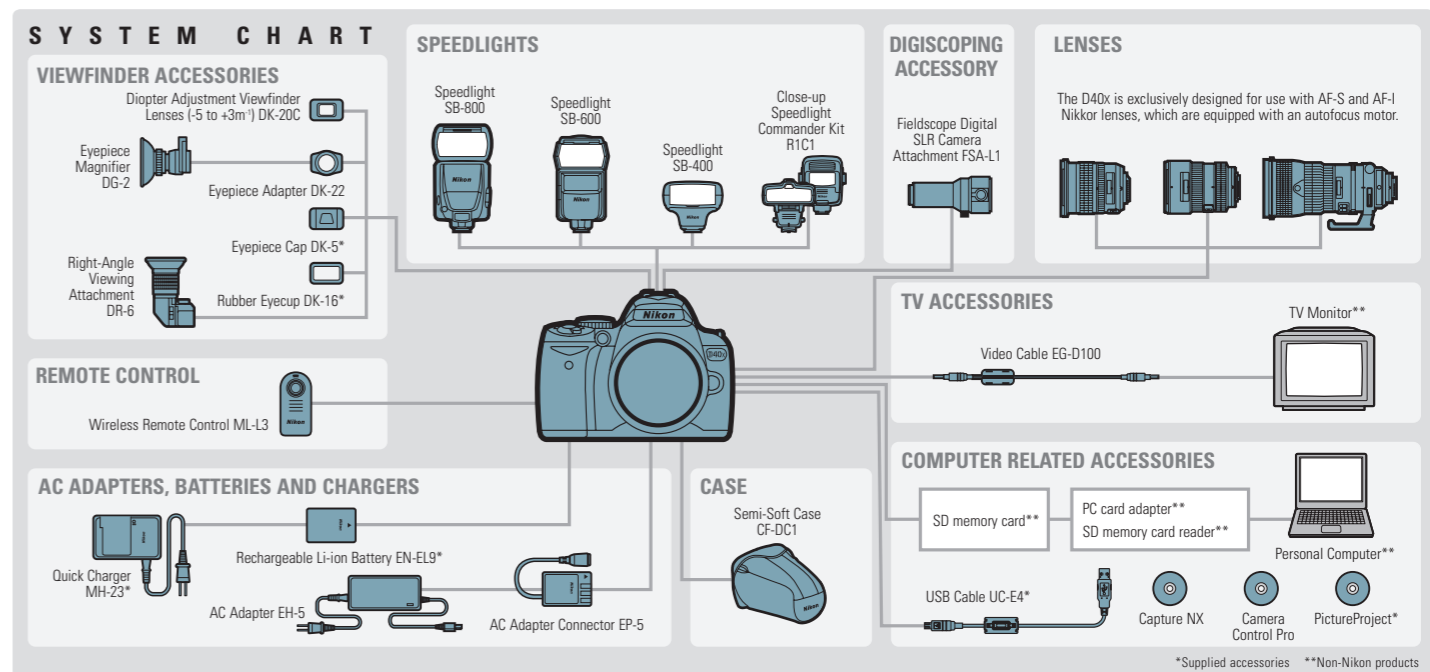 SYSTEM CHART
VIEWFINDER ACCESSORIES
Diopter Adjustment Viewfinder
Lenses (-5 to +3m⁻¹) DK-20C
Eyepiece
Magnifier
DG-2
Eyepiece Adapter DK-22
Eyepiece Cap DK-5*
Right-Angle
Viewing
Attachment
DR-6
Rubber Eyecup DK-16*
REMOTE CONTROL
Wireless Remote Control ML-L3
Nikon
AC ADAPTERS, BATTERIES AND CHARGERS
Quick Charger
MH-23*
Rechargeable Li-ion Battery EN-EL9*
AC Adapter EH-5
AC Adapter Connector EP-5
SPEEDLIGHTS
Speedlight
SB-800
Nikon
Speedlight
SB-600
Nikon
Speedlight
SB-400
Close-up
Speedlight
Commander Kit
R1C1
Nikon
D40x
CASE
Semi-Soft Case
CF-DC1
Nikon
DIGISCOPING
ACCESSORY
Fieldscope Digital
SLR Camera
Attachment FSA-L1
LENSES
The D40X is exclusively designed for use with AF-S and AF-I
Nikkor lenses, which are equipped with an autofocus motor.
TV ACCESSORIES
Video Cable EG-D100
TV Monitor**
COMPUTER RELATED ACCESSORIES
SD memory card**
PC card adapter**
SD memory card reader**
Personal Computer**
USB Cable UC-E4*
Capture NX
Camera
Control Pro
PictureProject*
*Supplied accessories **Non-Nikon products